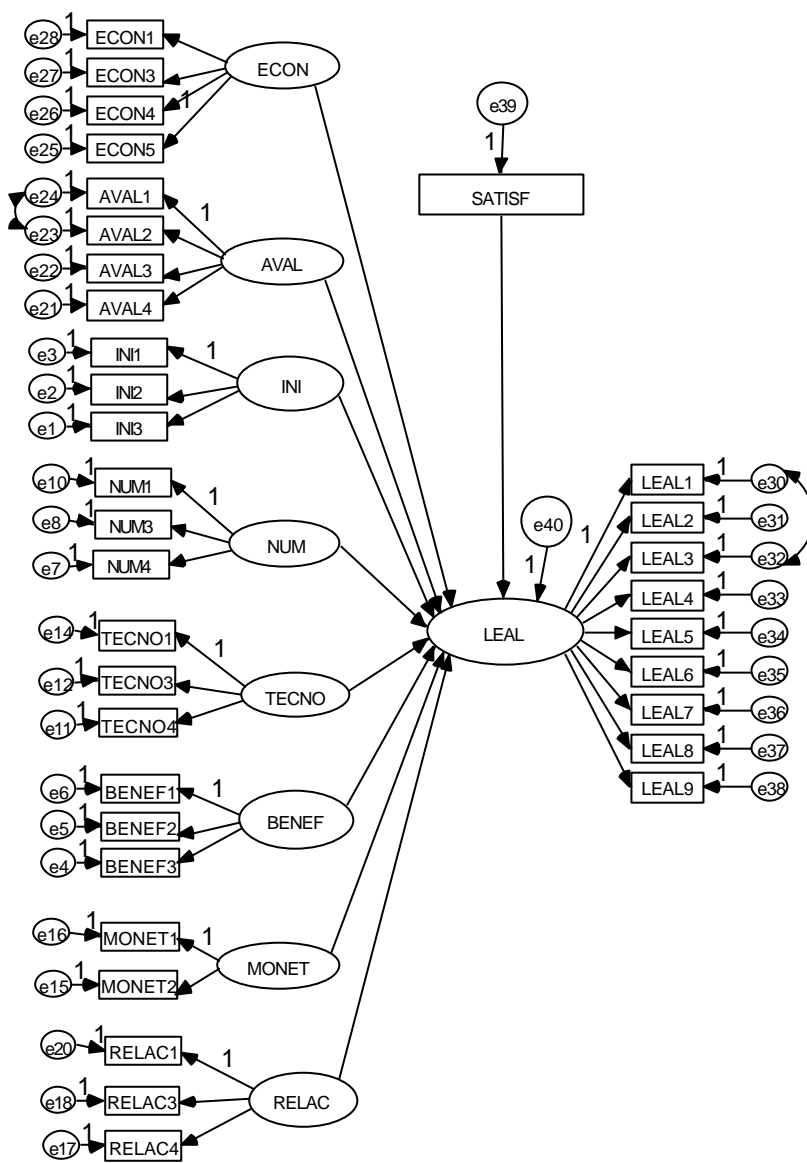 1
e28 ECON1
1
e27 ECON3 ECON
1
e26 ECON4 1
1
e25 ECON5
e39
1
SATISF
1
e24 AVAL1 1
1
e23 AVAL2
1
e22 AVAL3 AVAL
1
e21 AVAL4
1
e3 INI1 1
1
e2 INI2 INI
1
e1 INI3
1
e10 NUM1 1
1
e8 NUM3 NUM
1
e7 NUM4
e40
1
LEAL
1
LEAL1 1 e30
LEAL2 1 e31
LEAL3 1 e32
LEAL4 1 e33
LEAL5 1 e34
LEAL6 1 e35
LEAL7 1 e36
LEAL8 1 e37
LEAL9 1 e38
1
e14 TECNO1 1
1
e12 TECNO3 TECNO
1
e11 TECNO4
1
e6 BENEF1 1
1
e5 BENEF2 BENEF
1
e4 BENEF3
1
e16 MONET1 1
MONET
1
e15 MONET2
1
e20 RELAC1 1
1
e18 RELAC3 RELAC
1
e17 RELAC4